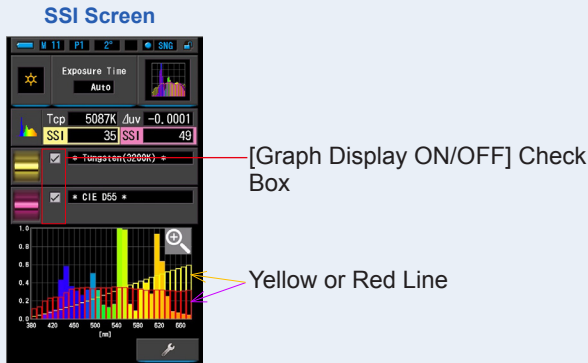 SSI Screen
M 11 P1 2° SNG
Exposure Time
Auto
Tcp 5087K ⊿uv -0.0001
SSI 35 SSI 49
* Tungsten(3200K) *
* CIE D55 *
[Graph Display ON/OFF] Check
Box
1.0
0.8
0.6
0.4
0.2
0.0
380 420 460 500 540 580 620 660
[nm]
Yellow or Red Line